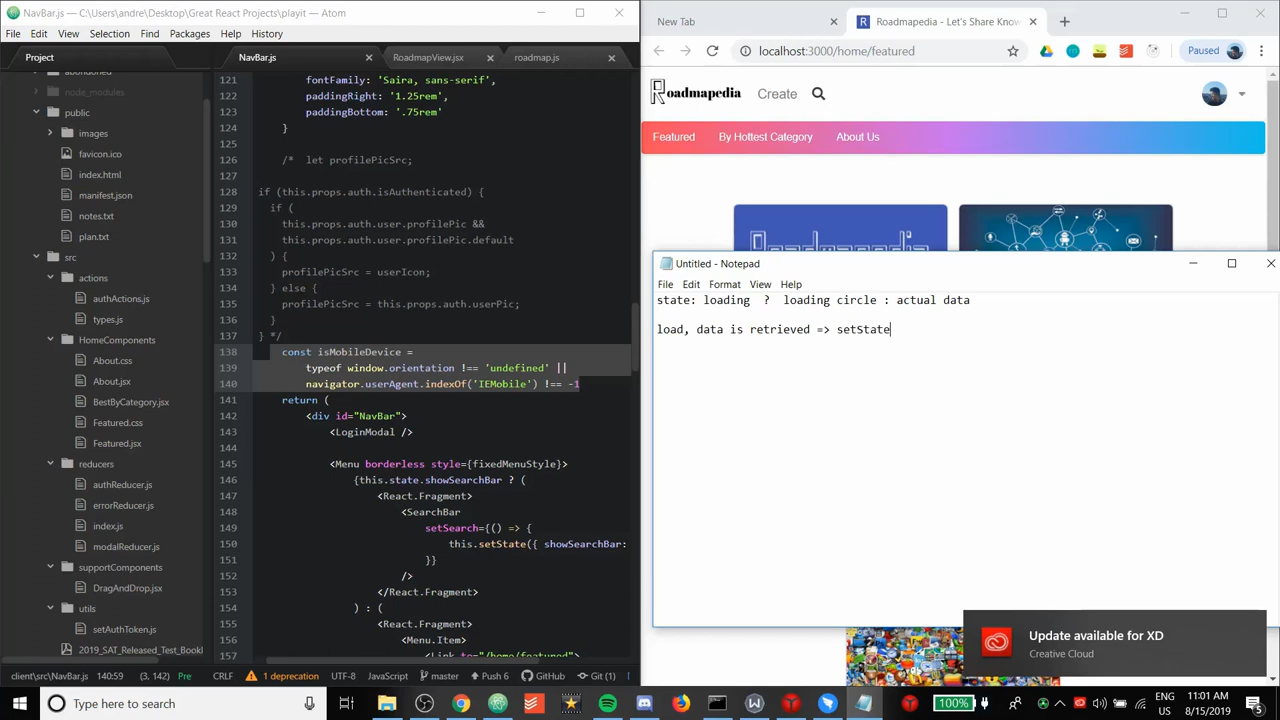 NavBar.js — C:\Users\andre\Desktop\Great React Projects\playit — Atom
File Edit View Selection Find Packages Help History
Project
abandoned
node_modules
public
images
favicon.ico
index.html
manifest.json
notes.txt
plan.txt
src
actions
authActions.js
types.js
HomeComponents
About.css
About.jsx
BestByCategory.jsx
Featured.css
Featured.jsx
reducers
authReducer.js
errorReducer.js
index.js
modalReducer.js
supportComponents
DragAndDrop.jsx
utils
setAuthToken.js
2019_SAT_Released_Test_Bookl
NavBar.js RoadmapView.jsx roadmap.js
121 fontFamily: 'Saira, sans-serif',
122 paddingRight: '1.25rem',
123 paddingBottom: '.75rem'
124 }
125
126 /* let profilePicSrc;
127
128 if (this.props.auth.isAuthenticated) {
129 if (
130 this.props.auth.user.profilePic &&
131 this.props.auth.user.profilePic.default
132 ) {
133 profilePicSrc = userIcon;
134 } else {
135 profilePicSrc = this.props.auth.userPic;
136 }
137 } */
138 const isMobileDevice =
139 typeof window.orientation !== 'undefined' ||
140 navigator.userAgent.indexOf('IEMobile') !== -1
141 return (
142 <div id="NavBar">
143 <LoginModal />
144
145 <Menu borderless style={fixedMenuStyle}>
146 {this.state.showSearchBar ? (
147 <React.Fragment>
148 <SearchBar
149 setSearch={() => {
150 this.setState({ showSearchBar:
151 }}
152 />
153 </React.Fragment>
154 ) : (
155 <React.Fragment>
156 <Menu.Item>
157 <Link to="/home/featured">
client\src\NavBar.js 140:59 (3, 142) Pre CRLF 1 deprecation UTF-8 JavaScript master Push 6 GitHub Git (1)
New Tab
Roadmapedia - Let's Share Know
localhost:3000/home/featured
Paused
Roadmapedia Create
Featured By Hottest Category About Us
Roadmapedia
Untitled - Notepad
File Edit Format View Help
state: loading ? loading circle : actual data
load, data is retrieved => setState
Update available for XD
Creative Cloud
Type here to search
100%
ENG
US
11:01 AM
8/15/2019
5